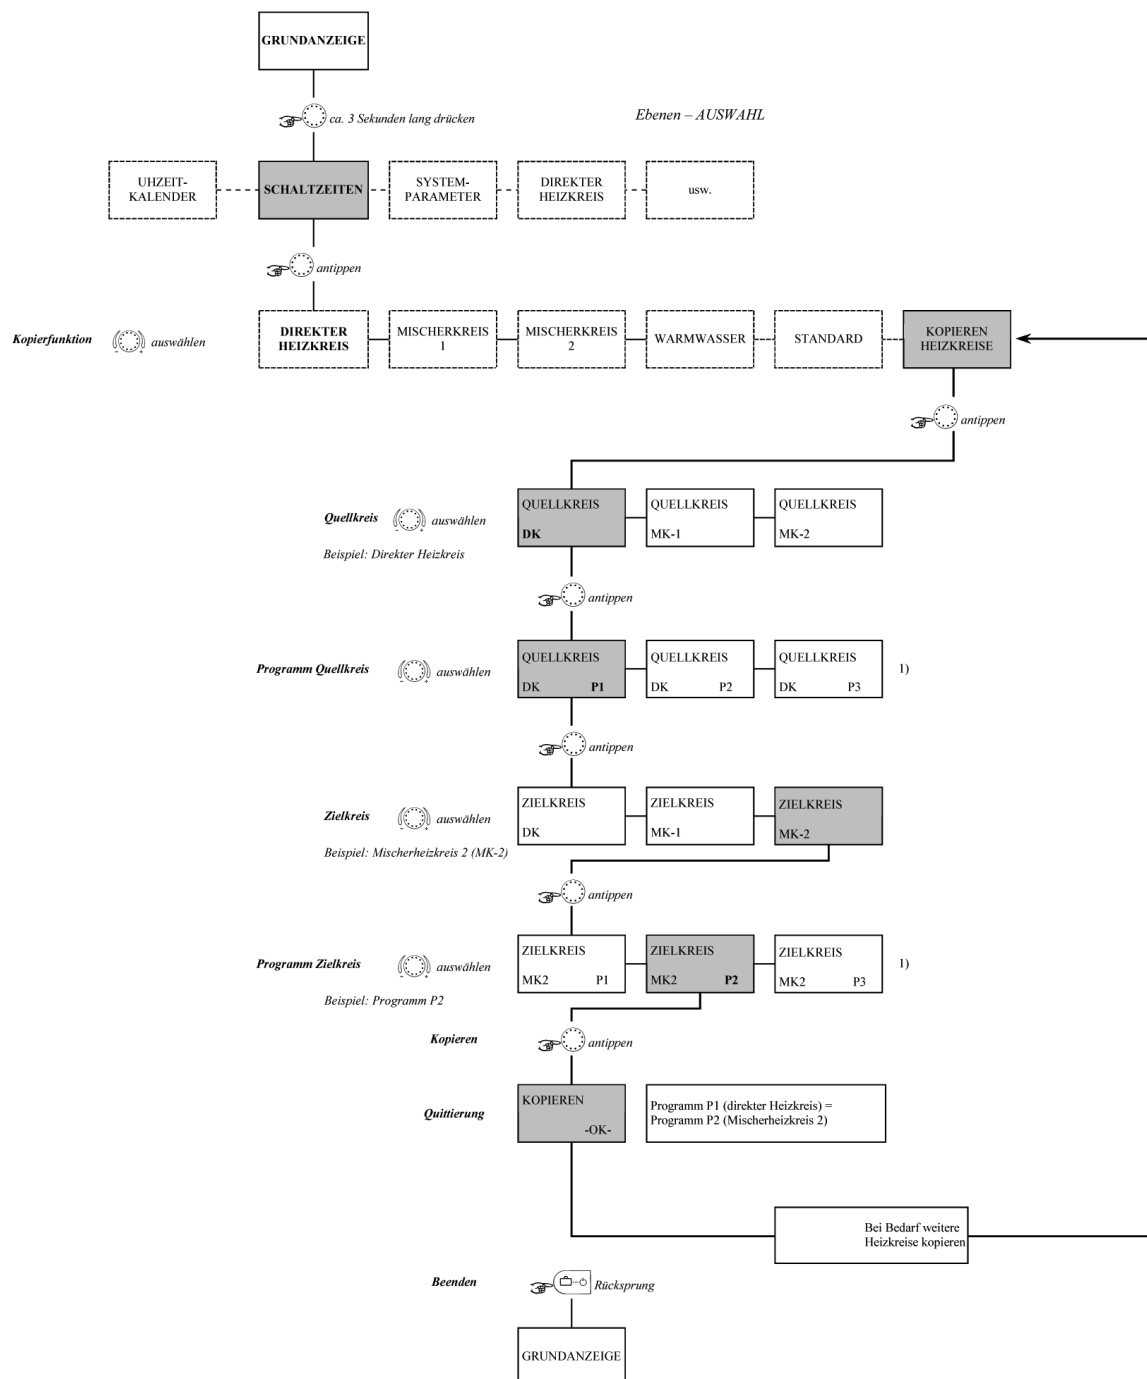 GRUNDANZEIGE
ca. 3 Sekunden lang drücken
Ebenen – AUSWAHL
UHZEIT-
KALENDER
SCHALTZEITEN
SYSTEM-
PARAMETER
DIREKTER
HEIZKREIS
usw.
antippen
Kopierfunktion
- +
auswählen
DIREKTER
HEIZKREIS
MISCHERKREIS
1
MISCHERKREIS
2
WARMWASSER
STANDARD
KOPIEREN
HEIZKREISE
antippen
Quellkreis
- +
auswählen
Beispiel: Direkter Heizkreis
QUELLKREIS
DK
QUELLKREIS
MK-1
QUELLKREIS
MK-2
antippen
Programm Quellkreis
- +
auswählen
QUELLKREIS
DK P1
QUELLKREIS
DK P2
QUELLKREIS
DK P3
1)
antippen
Zielkreis
- +
auswählen
Beispiel: Mischerheizkreis 2 (MK-2)
ZIELKREIS
DK
ZIELKREIS
MK-1
ZIELKREIS
MK-2
antippen
Programm Zielkreis
- +
auswählen
Beispiel: Programm P2
ZIELKREIS
MK2 P1
ZIELKREIS
MK2 P2
ZIELKREIS
MK2 P3
1)
Kopieren
antippen
Quittierung
KOPIEREN
-OK-
Programm P1 (direkter Heizkreis) =
Programm P2 (Mischerheizkreis 2)
Bei Bedarf weitere
Heizkreise kopieren
Beenden
Rücksprung
GRUNDANZEIGE